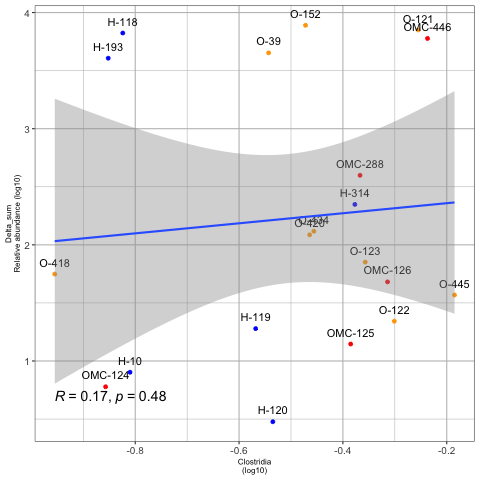 4
3
2
1
Delta_sum
Relative abundance (log10)
H-118
H-193
O-152
O-39
O-121
OMC-446
OMC-288
H-314
O-420
O-123
OMC-126
O-418
O-445
H-119
O-122
OMC-125
H-10
OMC-124
R = 0.17, p = 0.48
H-120
-0.8
-0.6
-0.4
-0.2
Clostridia
(log10)